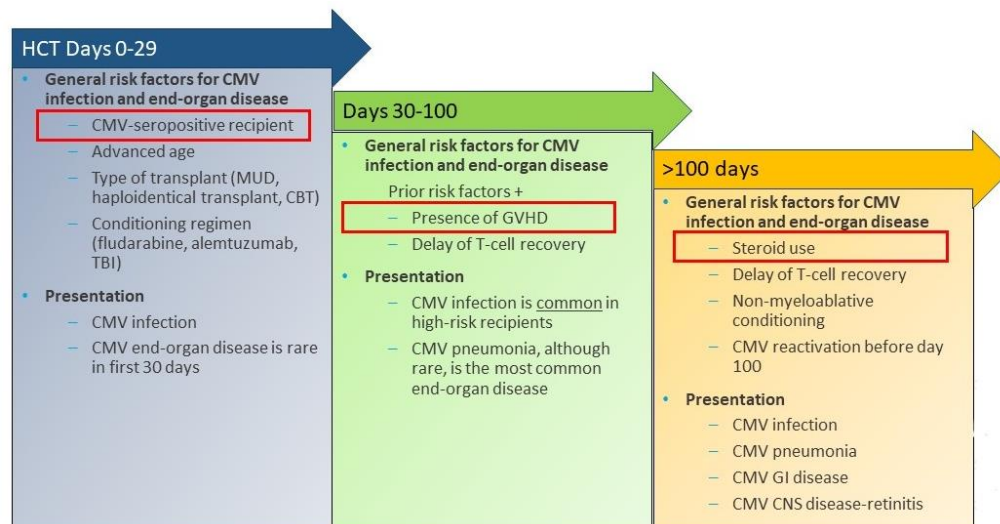 HCT Days 0-29
• General risk factors for CMV
infection and end-organ disease
– CMV-seropositive recipient
– Advanced age
– Type of transplant (MUD,
haploidentical transplant, CBT)
– Conditioning regimen
(fludarabine, alemtuzumab,
TBI)
• Presentation
– CMV infection
– CMV end-organ disease is rare
in first 30 days
Days 30-100
• General risk factors for CMV
infection and end-organ disease
Prior risk factors +
– Presence of GVHD
– Delay of T-cell recovery
• Presentation
– CMV infection is common in
high-risk recipients
– CMV pneumonia, although
rare, is the most common
end-organ disease
>100 days
• General risk factors for CMV
infection and end-organ disease
– Steroid use
– Delay of T-cell recovery
– Non-myeloablative
conditioning
– CMV reactivation before day
100
• Presentation
– CMV infection
– CMV pneumonia
– CMV GI disease
– CMV CNS disease-retinitis